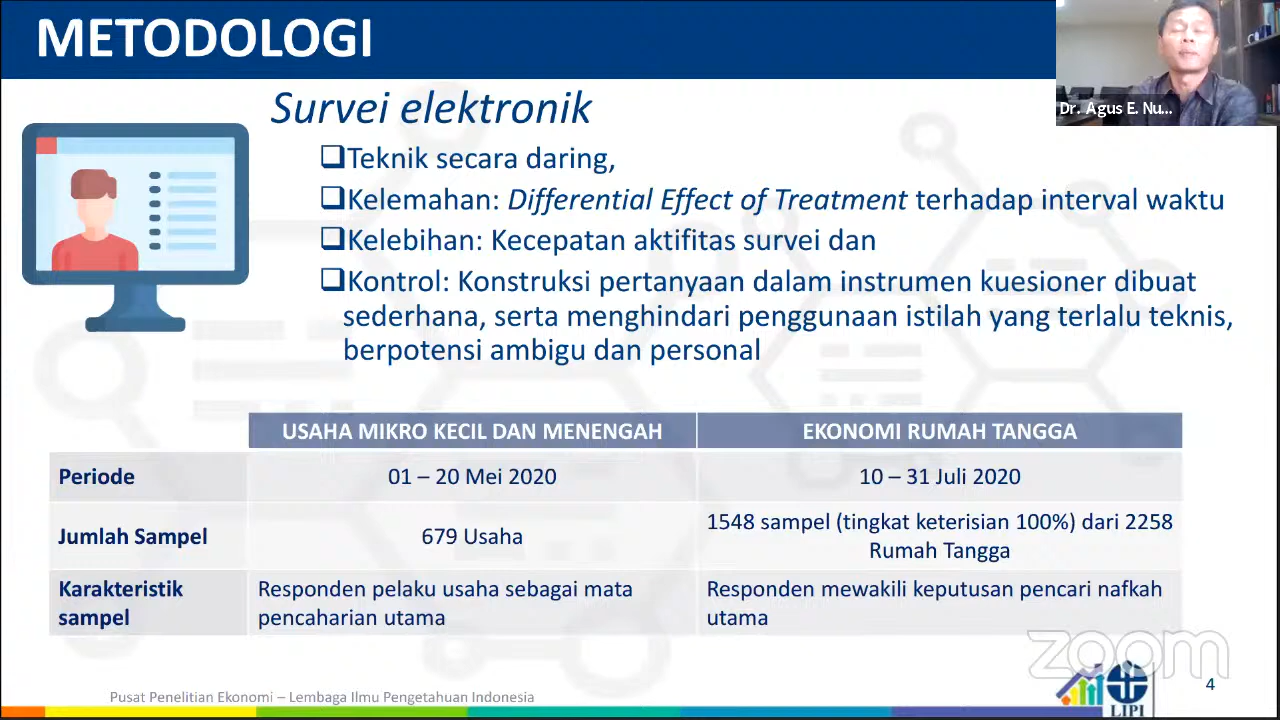 METODOLOGI
Dr. Agus E. Nu...
Survei elektronik
❑Teknik secara daring,
❑Kelemahan: Differential Effect of Treatment terhadap interval waktu
❑Kelebihan: Kecepatan aktifitas survei dan
❑Kontrol: Konstruksi pertanyaan dalam instrumen kuesioner dibuat
sederhana, serta menghindari penggunaan istilah yang terlalu teknis,
berpotensi ambigu dan personal
USAHA MIKRO KECIL DAN MENENGAH EKONOMI RUMAH TANGGA
Periode 01 – 20 Mei 2020 10 – 31 Juli 2020
Jumlah Sampel 679 Usaha 1548 sampel (tingkat keterisian 100%) dari 2258
Rumah Tangga
Karakteristik Responden pelaku usaha sebagai mata Responden mewakili keputusan pencari nafkah
sampel pencaharian utama utama
zoom
Pusat Penelitian Ekonomi – Lembaga Ilmu Pengetahuan Indonesia
LIPI
4